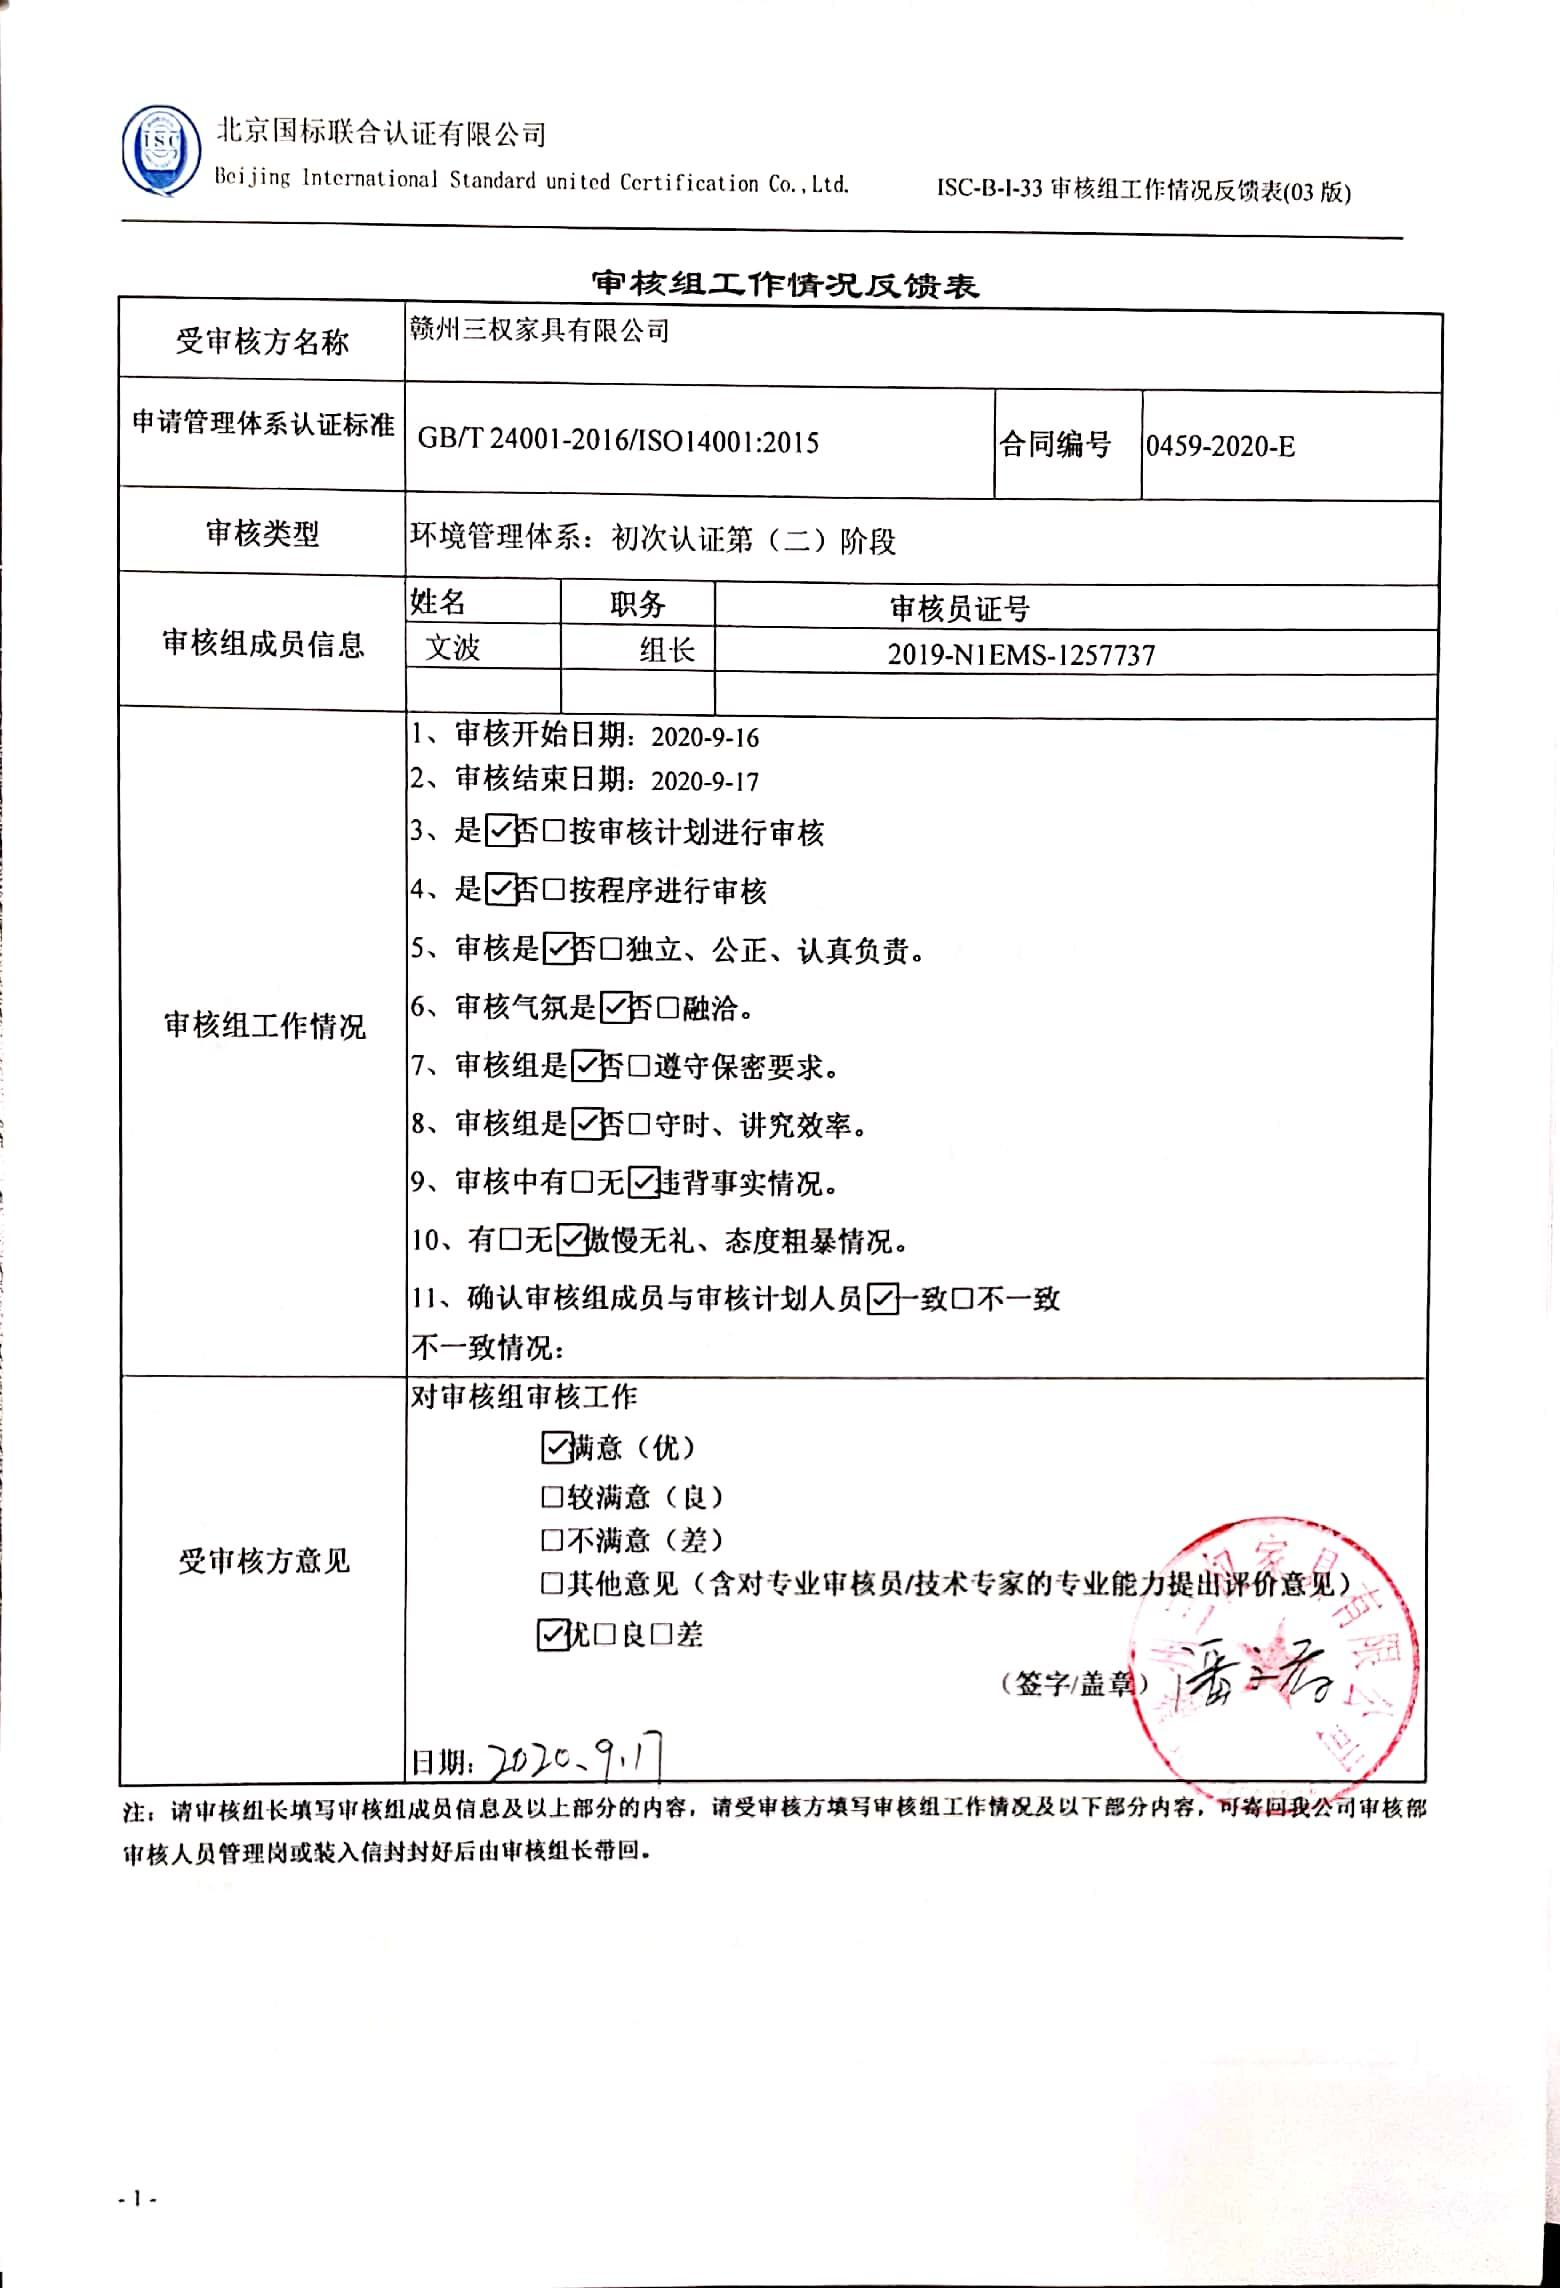 ISC
北京国标联合认证有限公司
Beijing International Standard united Certification Co.,Ltd.
ISC-B-I-33 审核组工作情况反馈表(03 版)
审核组工作情况反馈表
受审核方名称 赣州三权家具有限公司
申请管理体系认证标准 GB/T 24001-2016/ISO14001:2015 合同编号 0459-2020-E
审核类型 环境管理体系：初次认证第（二）阶段
审核组成员信息
姓名 职务 审核员证号
文波 组长 2019-N1EMS-1257737
审核组工作情况
1、审核开始日期：2020-9-16
2、审核结束日期：2020-9-17
3、是☑否□按审核计划进行审核
4、是☑否□按程序进行审核
5、审核是☑否□独立、公正、认真负责。
6、审核气氛是☑否□融洽。
7、审核组是☑否□遵守保密要求。
8、审核组是☑否□守时、讲究效率。
9、审核中有□无☑违背事实情况。
10、有□无☑傲慢无礼、态度粗暴情况。
11、确认审核组成员与审核计划人员☑一致□不一致
不一致情况：
受审核方意见
对审核组审核工作
☑满意（优）
□较满意（良）
□不满意（差）
□其他意见（含对专业审核员/技术专家的专业能力提出评价意见）
☑优□良□差
（签字/盖章）
日期：2020.9.17
注：请审核组长填写审核组成员信息及以上部分的内容，请受审核方填写审核组工作情况及以下部分内容，可寄回我公司审核部
审核人员管理岗或装入信封封好后由审核组长带回。
- 1 -